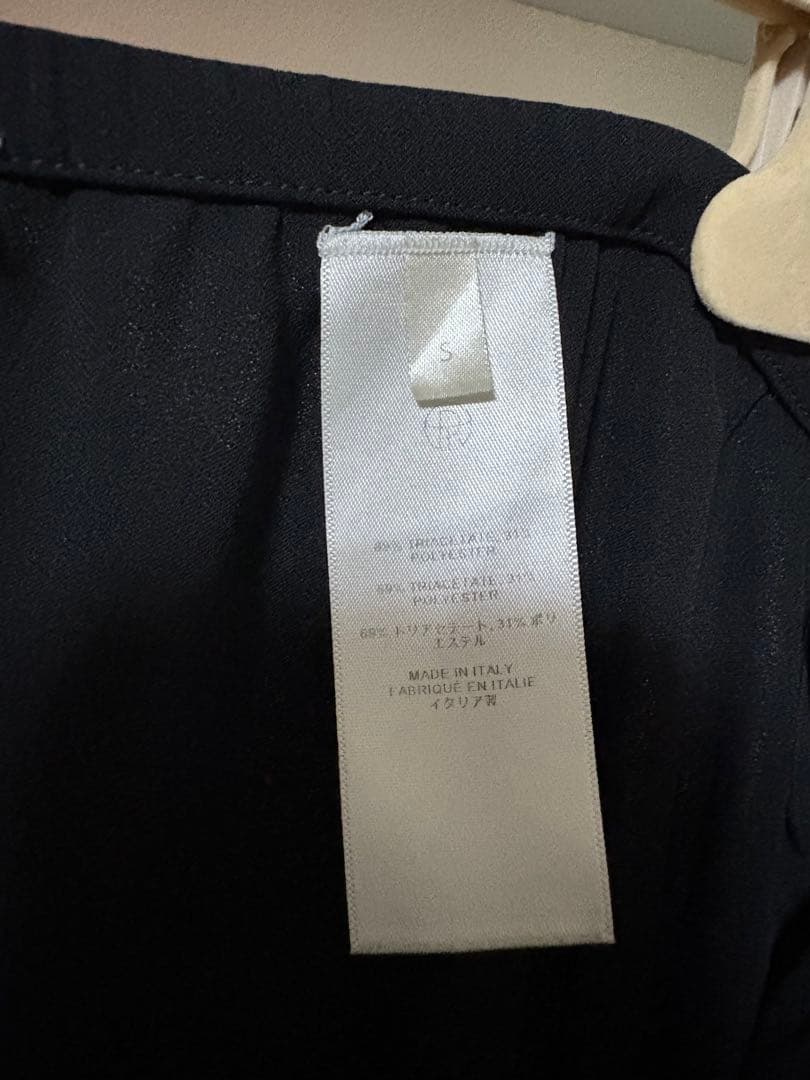 S
69% TRIACETATE, 31%
POLYESTER
69% TRIACETATE, 31%
POLYESTER
69% トリアセテート, 31% ポリ
エステル
MADE IN ITALY
FABRIQUÉ EN ITALIE
イタリア製